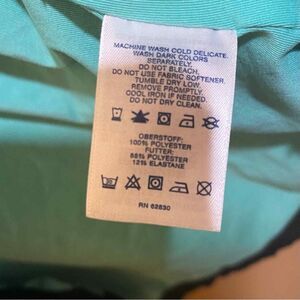 MACHINE WASH COLD DELICATE.
WASH DARK COLORS
SEPARATELY.
DO NOT BLEACH.
DO NOT USE FABRIC SOFTENER.
TUMBLE DRY LOW.
REMOVE PROMPTLY.
COOL IRON IF NEEDED.
DO NOT DRY CLEAN.
OBERSTOFF:
100% POLYESTER
FUTTER:
88% POLYESTER
12% ELASTANE
RN 62830